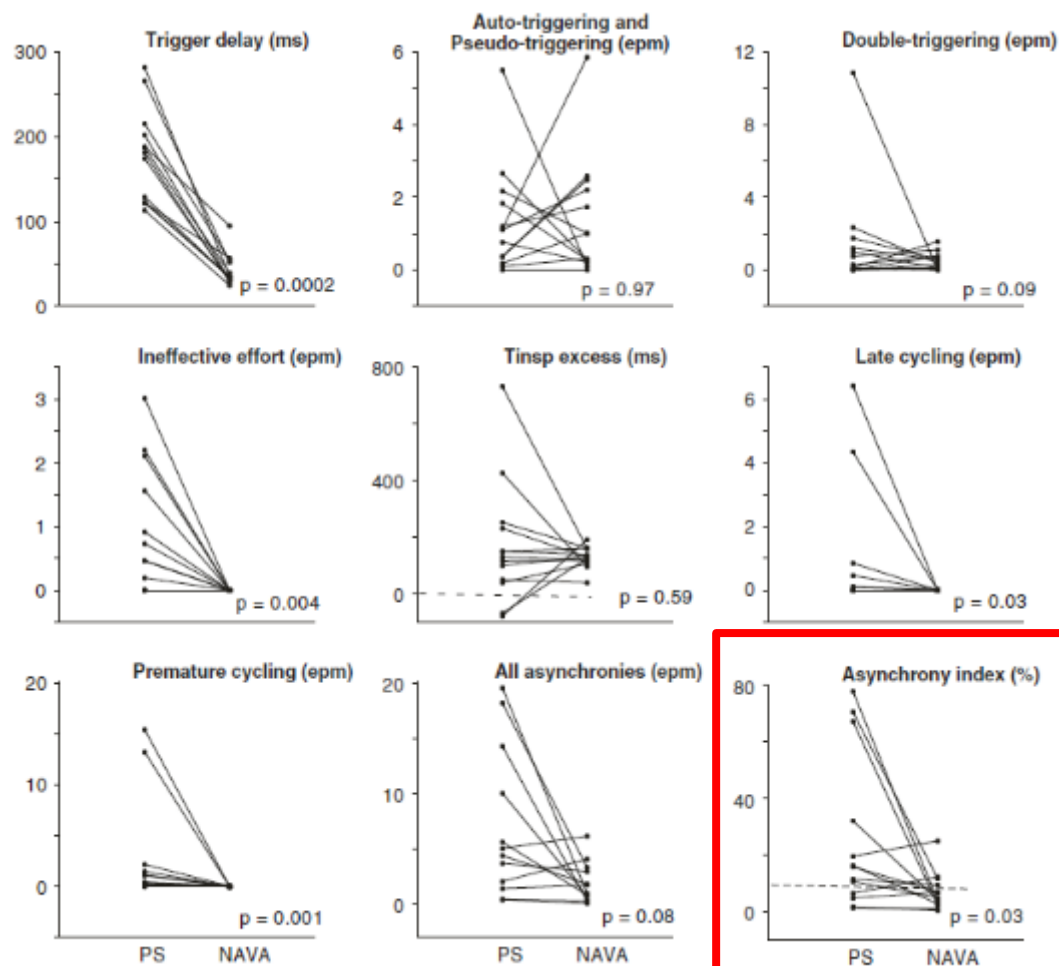 Trigger delay (ms)
300
200
100
0
p = 0.0002
Auto-triggering and
Pseudo-triggering (epm)
6
4
2
0
p = 0.97
Double-triggering (epm)
12
8
4
0
p = 0.09
Ineffective effort (epm)
3
2
1
0
p = 0.004
Tinsp excess (ms)
800
400
0
p = 0.59
Late cycling (epm)
6
4
2
0
p = 0.03
Premature cycling (epm)
20
10
0
p = 0.001
PS NAVA
All asynchronies (epm)
20
10
0
p = 0.08
PS NAVA
Asynchrony index (%)
80
40
0
p = 0.03
PS NAVA